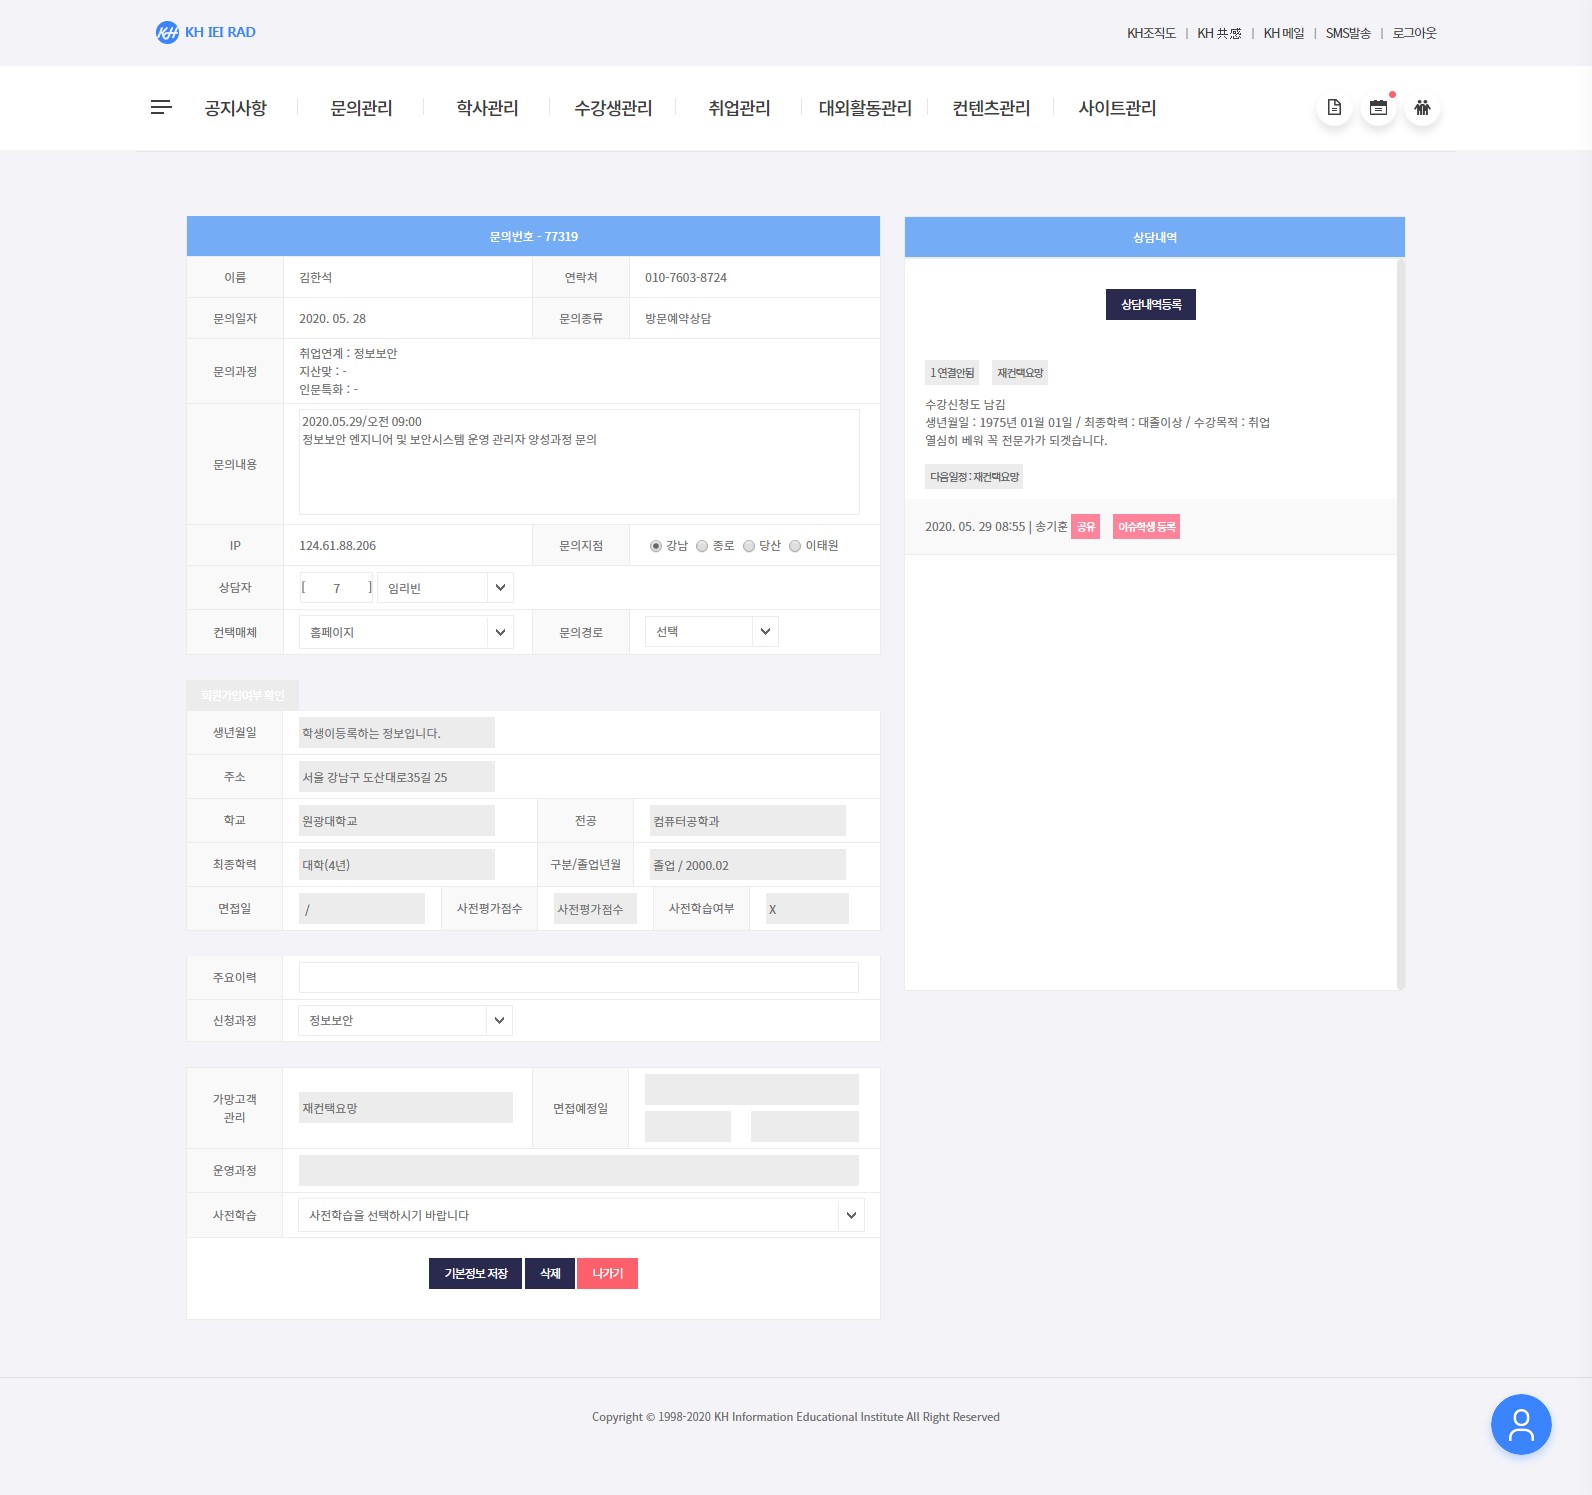 KH IEI RAD
KH조직도 | KH 共感 | KH 메일 | SMS발송 | 로그아웃
공지사항 문의관리 학사관리 수강생관리 취업관리 대외활동관리 컨텐츠관리 사이트관리
문의번호 - 77319
이름 김한석 연락처 010-7603-8724
문의일자 2020. 05. 28 문의종류 방문예약상담
문의과정 취업연계 : 정보보안
지산맞 : -
인문특화 : -
문의내용 2020.05.29/오전 09:00
정보보안 엔지니어 및 보안시스템 운영 관리자 양성과정 문의
IP 124.61.88.206 문의지점 강남 종로 당산 이태원
상담자 [ 7 ] 임리빈
컨택매체 홈페이지 문의경로 선택
회원가입여부 확인
생년월일 학생이등록하는 정보입니다.
주소 서울 강남구 도산대로35길 25
학교 원광대학교 전공 컴퓨터공학과
최종학력 대학(4년) 구분/졸업년월 졸업 / 2000.02
면접일 / 사전평가점수 사전평가점수 사전학습여부 X
주요이력
신청과정 정보보안
가망고객
관리 재컨택요망 면접예정일
운영과정
사전학습 사전학습을 선택하시기 바랍니다
기본정보 저장 삭제 나가기
상담내역
상담내역등록
1 연결안됨 재컨택요망
수강신청도 남김
생년월일 : 1975년 01월 01일 / 최종학력 : 대졸이상 / 수강목적 : 취업
열심히 베워 꼭 전문가가 되겟습니다.
다음일정 : 재컨택요망
2020. 05. 29 08:55 | 송기훈 공유 이슈학생 등록
Copyright © 1998-2020 KH Information Educational Institute All Right Reserved